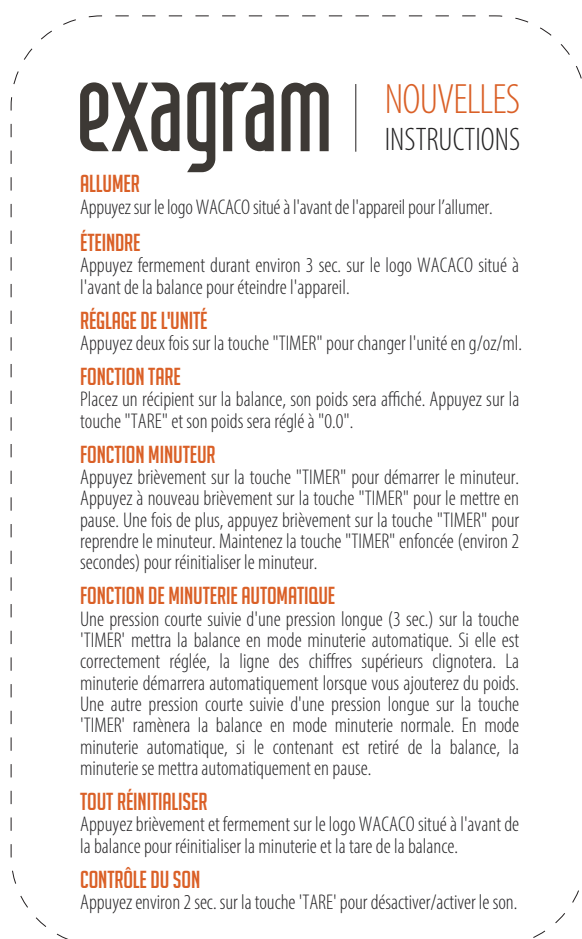 exagram
NOUVELLES
INSTRUCTIONS
ALLUMER
Appuyez sur le logo WACACO situé à l'avant de l'appareil pour l’allumer.
ÉTEINDRE
Appuyez fermement durant environ 3 sec. sur le logo WACACO situé à
l'avant de la balance pour éteindre l'appareil.
RÉGLAGE DE L'UNITÉ
Appuyez deux fois sur la touche "TIMER" pour changer l'unité en g/oz/ml.
FONCTION TARE
Placez un récipient sur la balance, son poids sera affiché. Appuyez sur la
touche "TARE" et son poids sera réglé à "0.0".
FONCTION MINUTEUR
Appuyez brièvement sur la touche "TIMER" pour démarrer le minuteur.
Appuyez à nouveau brièvement sur la touche "TIMER" pour le mettre en
pause. Une fois de plus, appuyez brièvement sur la touche "TIMER" pour
reprendre le minuteur. Maintenez la touche "TIMER" enfoncée (environ 2
secondes) pour réinitialiser le minuteur.
FONCTION DE MINUTERIE AUTOMATIQUE
Une pression courte suivie d'une pression longue (3 sec.) sur la touche
'TIMER' mettra la balance en mode minuterie automatique. Si elle est
correctement réglée, la ligne des chiffres supérieurs clignotera. La
minuterie démarrera automatiquement lorsque vous ajouterez du poids.
Une autre pression courte suivie d'une pression longue sur la touche
'TIMER' ramènera la balance en mode minuterie normale. En mode
minuterie automatique, si le contenant est retiré de la balance, la
minuterie se mettra automatiquement en pause.
TOUT RÉINITIALISER
Appuyez brièvement et fermement sur le logo WACACO situé à l'avant de
la balance pour réinitialiser la minuterie et la tare de la balance.
CONTRÔLE DU SON
Appuyez environ 2 sec. sur la touche 'TARE' pour désactiver/activer le son.